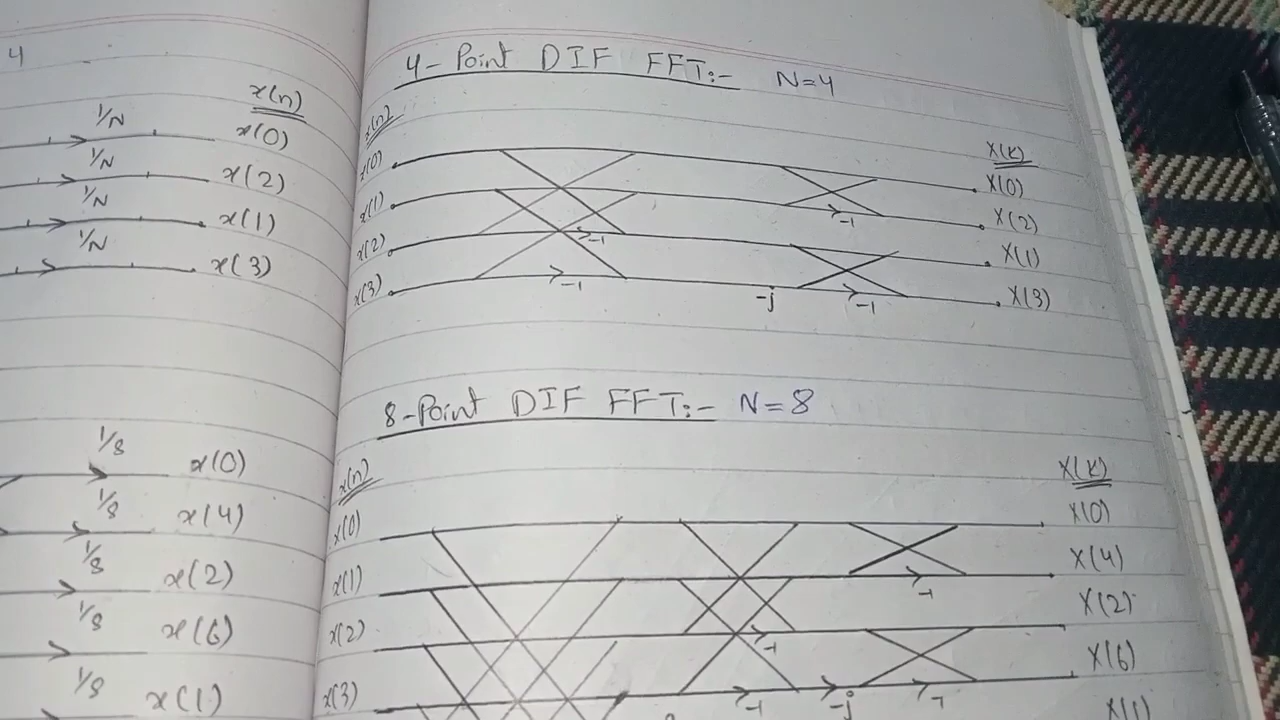 4
x(n)
1/N x(0)
1/N x(2)
1/N x(1)
1/N x(3)
1/8 x(0)
1/8 x(4)
1/8 x(2)
1/8 x(6)
1/8 x(1)
4-Point DIF FFT:- N=4
x(n) X(K)
x(0) X(0)
x(1) -1 X(2)
x(2) -1 X(1)
x(3) -1 -j -1 X(3)
8-Point DIF FFT:- N=8
x(n) X(K)
x(0) X(0)
x(1) -1 X(4)
x(2) -1 X(2)
x(3) -1 -j -1 X(6)
X(1)